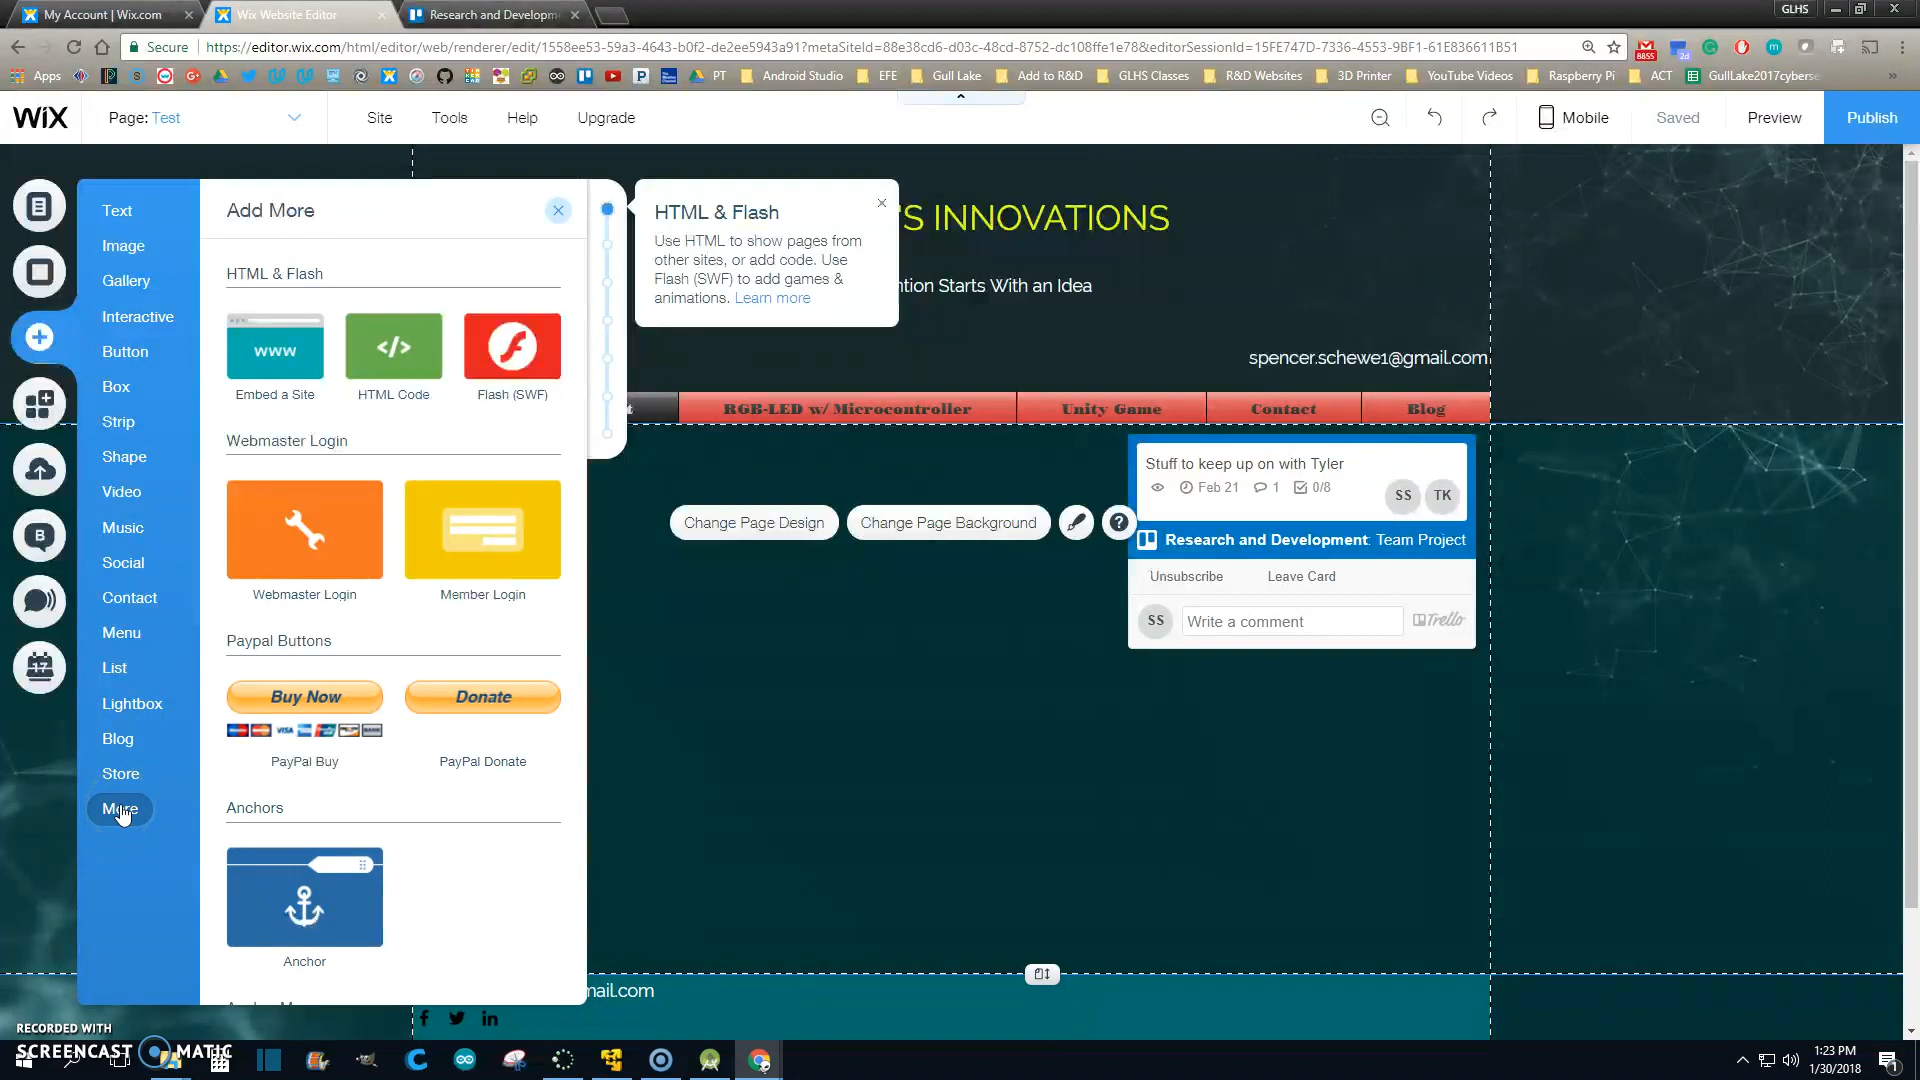 My Account | Wix.com
Wix Website Editor
Research and Developm
GLHS
Secure
https://editor.wix.com/html/editor/web/renderer/edit/1558ee53-59a3-4643-b0f2-de2ee5943a91?metaSiteId=88e38cd6-d03c-48cd-8752-dc108ffe1e78&editorSessionId=15FE747D-7336-4553-9BF1-61E836611B51
Apps
PT
Android Studio
EFE
Gull Lake
Add to R&D
GLHS Classes
R&D Websites
3D Printer
YouTube Videos
Raspberry Pi
ACT
GullLake2017cyberse
WiX
Page: Test
Site
Tools
Help
Upgrade
Mobile
Saved
Preview
Publish
Text
Image
Gallery
Interactive
Button
Box
Strip
Shape
Video
Music
Social
Contact
Menu
List
Lightbox
Blog
Store
More
Add More
HTML & Flash
www
Embed a Site
</>
HTML Code
Flash (SWF)
Webmaster Login
Webmaster Login
Member Login
Paypal Buttons
Buy Now
Donate
VISA
PayPal Buy
PayPal Donate
Anchors
Anchor
HTML & Flash
Use HTML to show pages from
other sites, or add code. Use
Flash (SWF) to add games &
animations. Learn more
'S INNOVATIONS
ntion Starts With an Idea
spencer.schewe1@gmail.com
RGB-LED w/ Microcontroller
Unity Game
Contact
Blog
Change Page Design
Change Page Background
?
Stuff to keep up on with Tyler
Feb 21
1
0/8
SS
TK
Research and Development: Team Project
Unsubscribe
Leave Card
SS
Write a comment
Trello
mail.com
17
RECORDED WITH
SCREENCAST MATIC
1:23 PM
1/30/2018